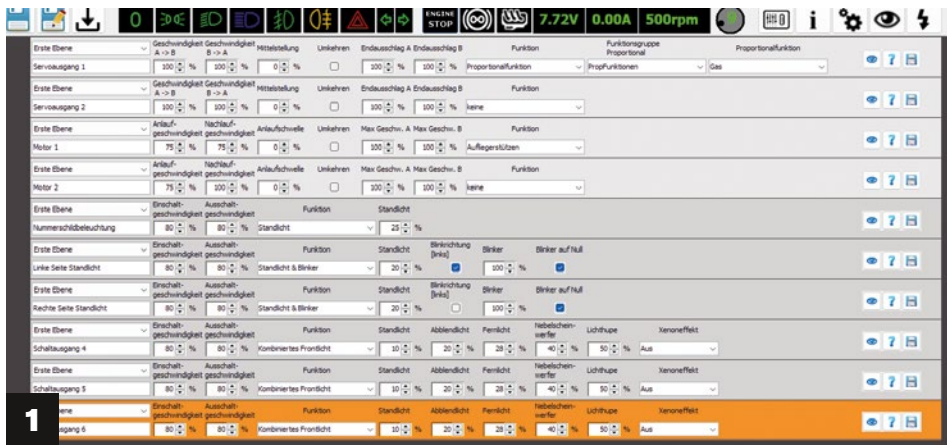 0 ENGINE STOP 7.72V 0.00A 500rpm 0 i
Erste Ebene Geschwindigkeit A -> B Geschwindigkeit B -> A Mittelstellung Umkehren Endausschlag A Endausschlag B Funktion Funktionsgruppe Proportional Proportionalfunktion
Servoausgang 1 100 % 100 % 0 % 100 % 100 % Proportionalfunktion PropFunktionen Gas
Erste Ebene Geschwindigkeit A -> B Geschwindigkeit B -> A Mittelstellung Umkehren Endausschlag A Endausschlag B Funktion
Servoausgang 2 100 % 100 % 0 % 100 % 100 % keine
Erste Ebene Anlauf-geschwindigkeit Nachlauf-geschwindigkeit Anlaufschwelle Umkehren Max Geschw. A Max Geschw. B Funktion
Motor 1 75 % 75 % 0 % 100 % 100 % Aufliegerstützen
Erste Ebene Anlauf-geschwindigkeit Nachlauf-geschwindigkeit Anlaufschwelle Umkehren Max Geschw. A Max Geschw. B Funktion
Motor 2 75 % 100 % 0 % 100 % 100 % keine
Erste Ebene Einschalt-geschwindigkeit Ausschalt-geschwindigkeit Funktion Standlicht
Nummerschildbeleuchtung 80 % 80 % Standlicht 25 %
Erste Ebene Einschalt-geschwindigkeit Ausschalt-geschwindigkeit Funktion Standlicht Blinkrichtung [links] Blinker Blinker auf Null
Linke Seite Standlicht 80 % 80 % Standlicht & Blinker 20 % 100 %
Erste Ebene Einschalt-geschwindigkeit Ausschalt-geschwindigkeit Funktion Standlicht Blinkrichtung [links] Blinker Blinker auf Null
Rechte Seite Standlicht 80 % 80 % Standlicht & Blinker 20 % 100 %
Erste Ebene Einschalt-geschwindigkeit Ausschalt-geschwindigkeit Funktion Standlicht Abblendlicht Fernlicht Nebelschein-werfer Lichthupe Xenoneffekt
Schaltausgang 4 80 % 80 % Kombiniertes Frontlicht 10 % 20 % 28 % 40 % 50 % Aus
Erste Ebene Einschalt-geschwindigkeit Ausschalt-geschwindigkeit Funktion Standlicht Abblendlicht Fernlicht Nebelschein-werfer Lichthupe Xenoneffekt
Schaltausgang 5 80 % 80 % Kombiniertes Frontlicht 10 % 20 % 28 % 40 % 50 % Aus
Einschalt-geschwindigkeit Ausschalt-geschwindigkeit Funktion Standlicht Abblendlicht Fernlicht Nebelschein-werfer Lichthupe Xenoneffekt
6 80 % 80 % Kombiniertes Frontlicht 10 % 20 % 28 % 40 % 50 % Aus
1